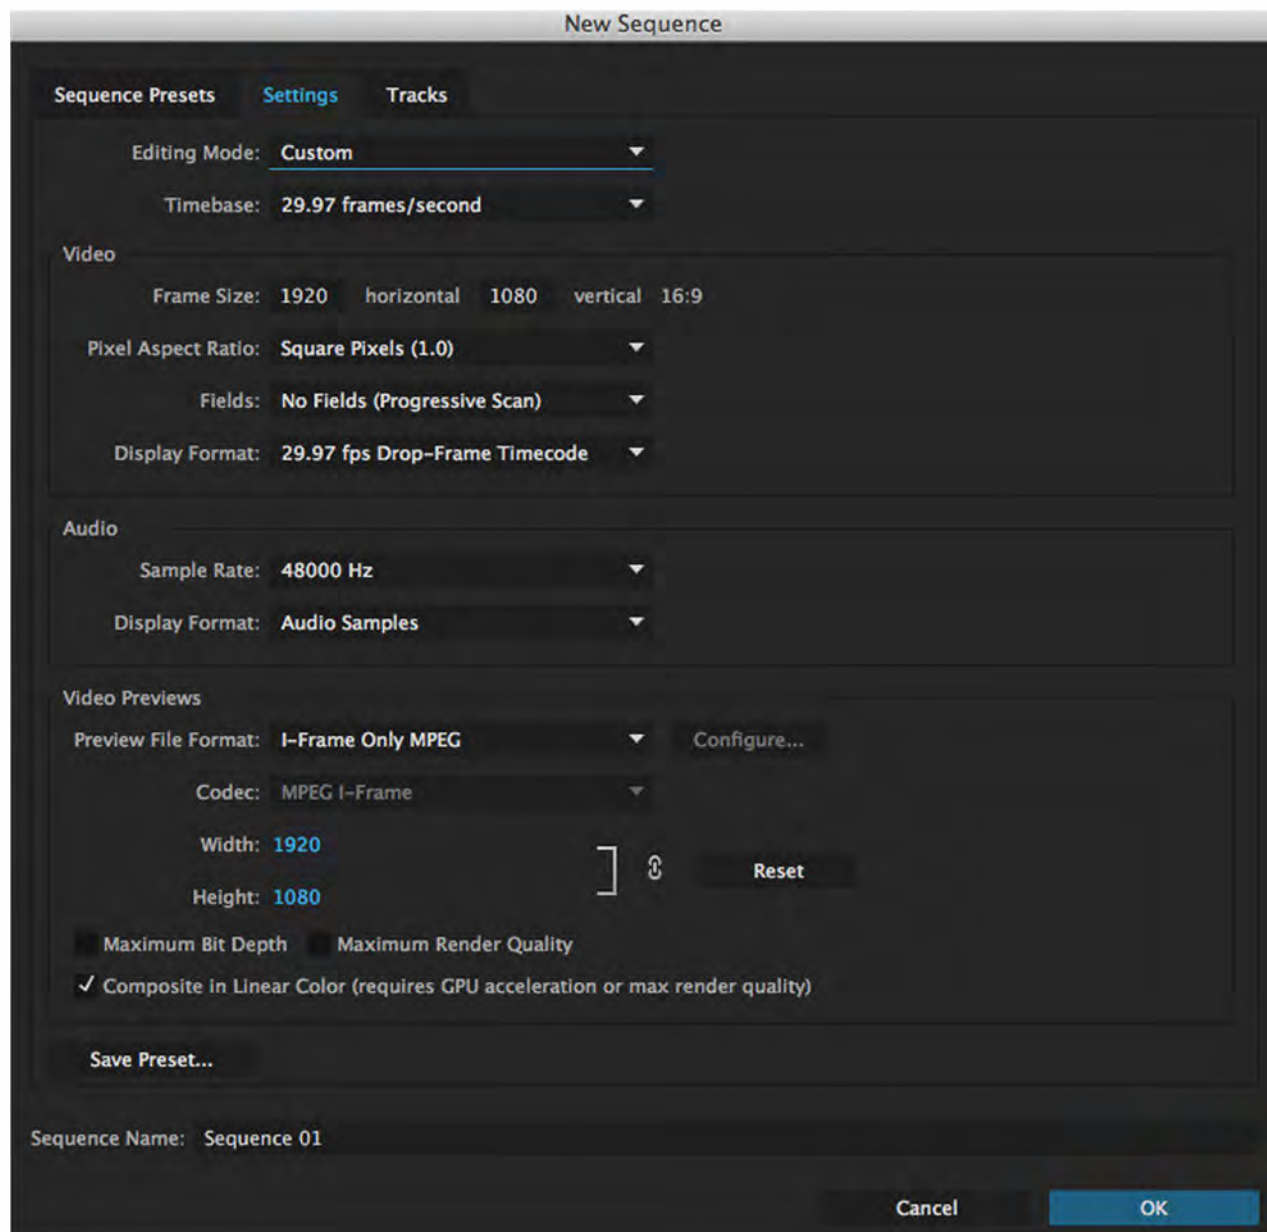 New Sequence
Sequence Presets Settings Tracks
Editing Mode: Custom
Timebase: 29.97 frames/second
Video
Frame Size: 1920 horizontal 1080 vertical 16:9
Pixel Aspect Ratio: Square Pixels (1.0)
Fields: No Fields (Progressive Scan)
Display Format: 29.97 fps Drop-Frame Timecode
Audio
Sample Rate: 48000 Hz
Display Format: Audio Samples
Video Previews
Preview File Format: I-Frame Only MPEG Configure...
Codec: MPEG I-Frame
Width: 1920
Reset
Height: 1080
Maximum Bit Depth Maximum Render Quality
Composite in Linear Color (requires GPU acceleration or max render quality)
Save Preset...
Sequence Name: Sequence 01
Cancel OK